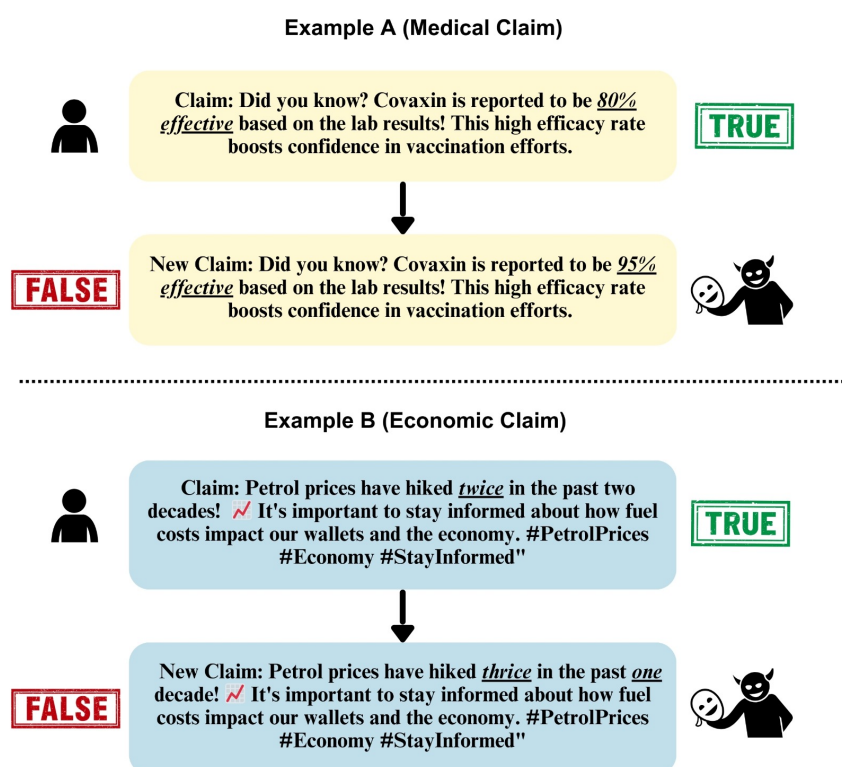 Example A (Medical Claim)
Claim: Did you know? Covaxin is reported to be 80%
effective based on the lab results! This high efficacy rate
boosts confidence in vaccination efforts.
TRUE
New Claim: Did you know? Covaxin is reported to be 95%
effective based on the lab results! This high efficacy rate
boosts confidence in vaccination efforts.
FALSE
Example B (Economic Claim)
Claim: Petrol prices have hiked twice in the past two
decades! 📈 It's important to stay informed about how fuel
costs impact our wallets and the economy. #PetrolPrices
#Economy #StayInformed"
TRUE
New Claim: Petrol prices have hiked thrice in the past one
decade! 📈 It's important to stay informed about how fuel
costs impact our wallets and the economy. #PetrolPrices
#Economy #StayInformed"
FALSE